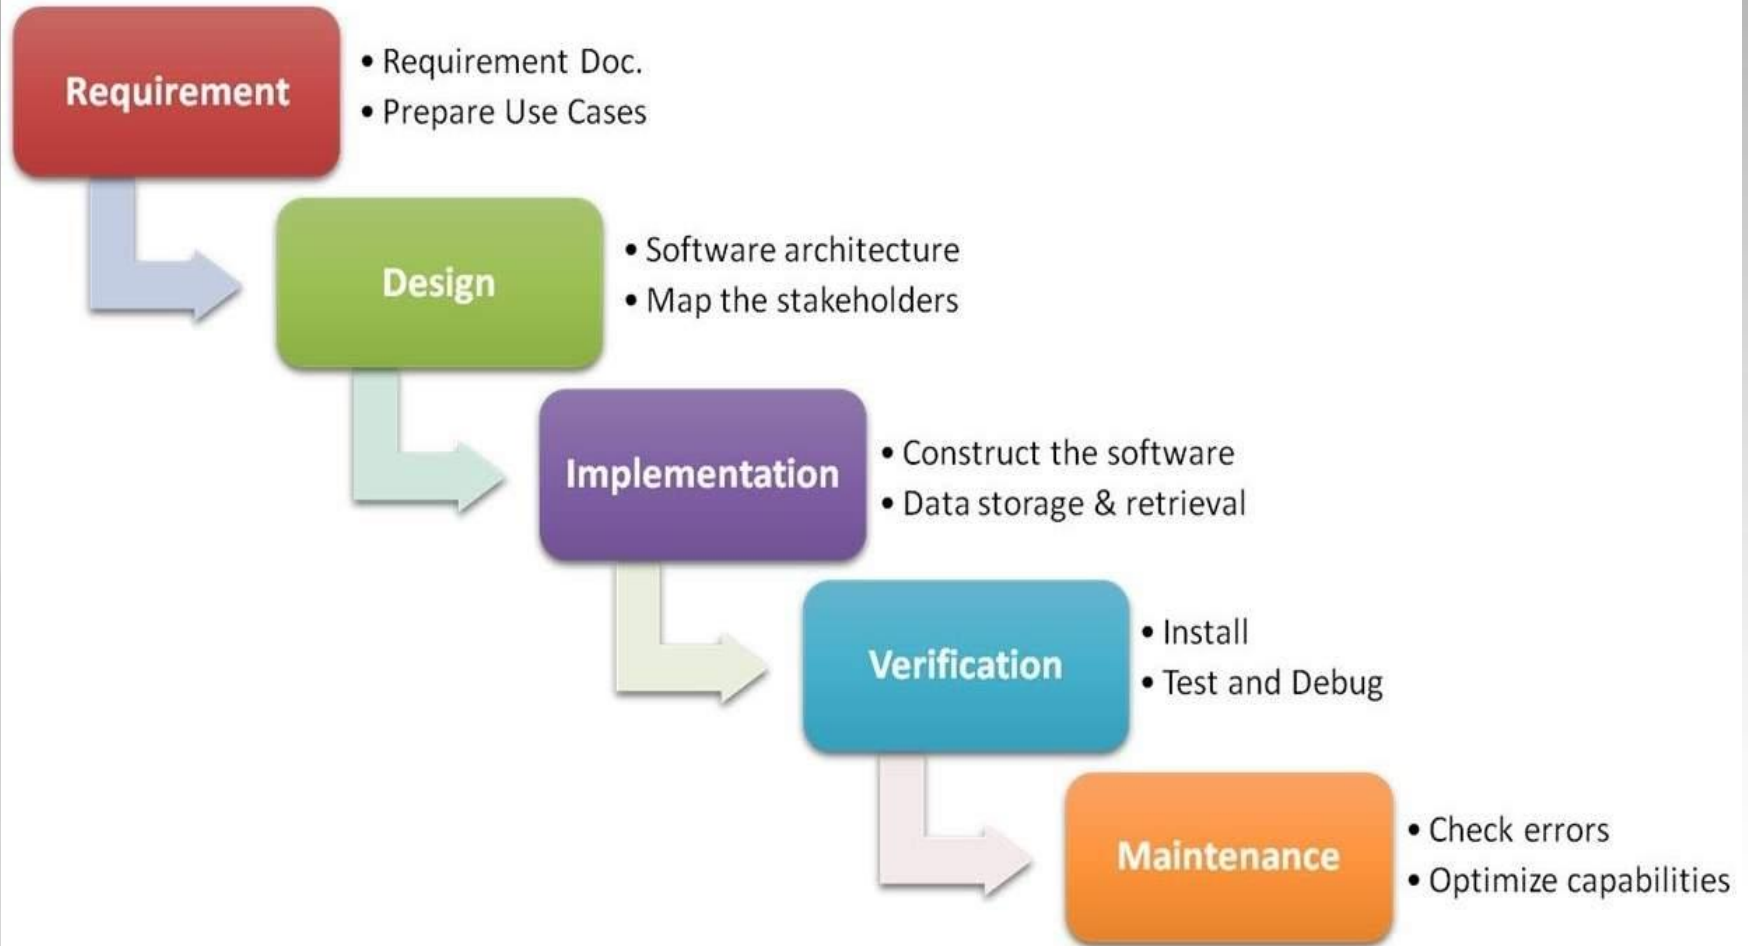 Requirement
• Requirement Doc.
• Prepare Use Cases
Design
• Software architecture
• Map the stakeholders
Implementation
• Construct the software
• Data storage & retrieval
Verification
• Install
• Test and Debug
Maintenance
• Check errors
• Optimize capabilities